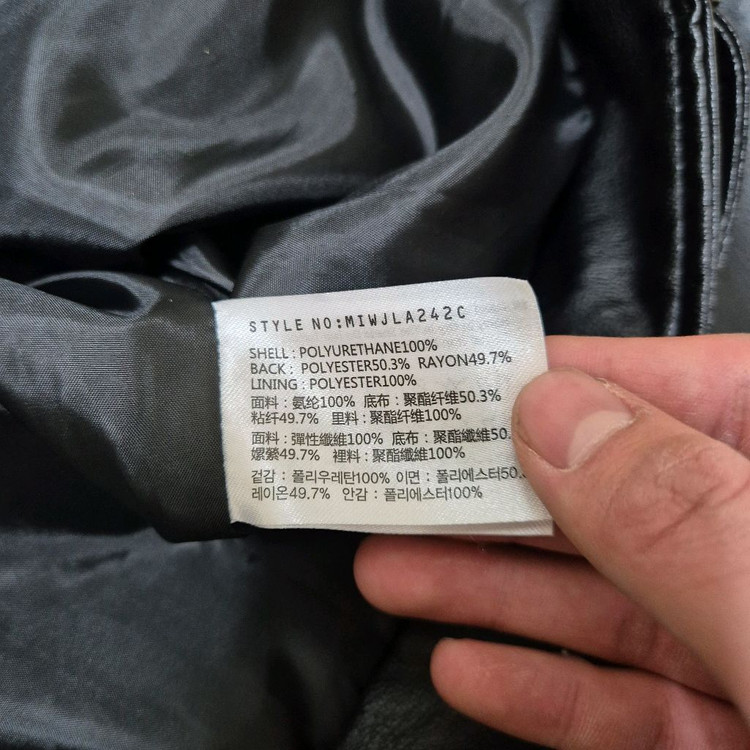 STYLE NO:MIWJLA242C
SHELL : POLYURETHANE100%
BACK : POLYESTER50.3% RAYON49.7%
LINING : POLYESTER100%
面料 : 氨纶100% 底布 : 聚酯纤维50.3%
粘纤49.7% 里料 : 聚酯纤维100%
面料 : 彈性纖維100% 底布 : 聚酯纖維50.
嫘縈49.7% 裡料 : 聚酯纖維100%
겉감 : 폴리우레탄100% 이면 : 폴리에스터50.
레이온49.7% 안감 : 폴리에스터100%